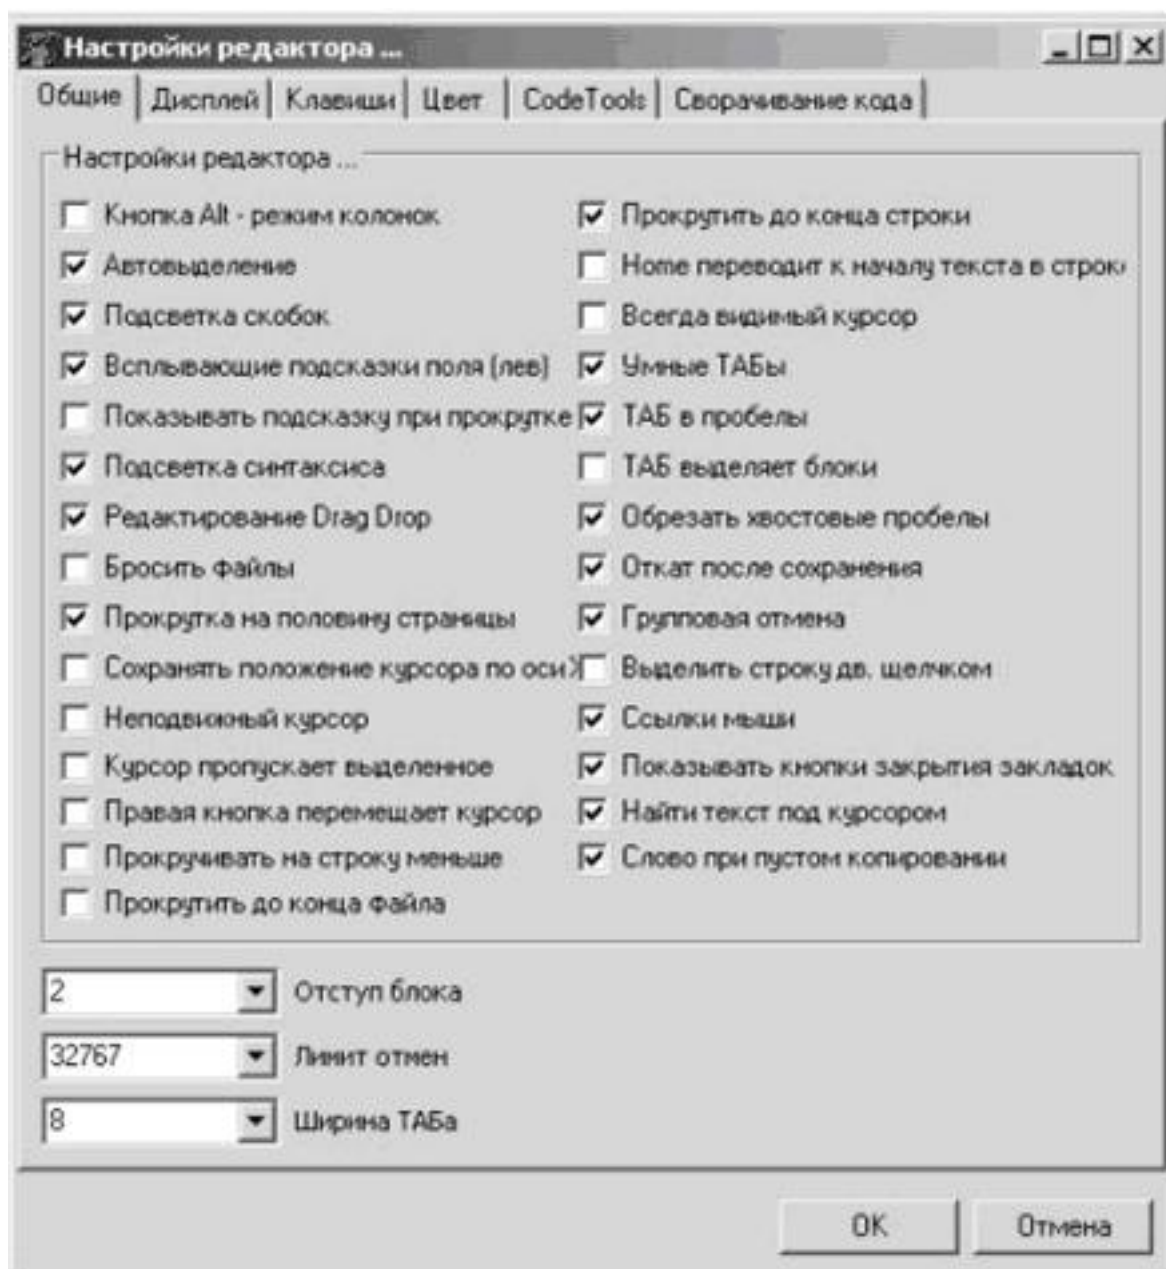 Настройки редактора ...
Общие Дисплей Клавиши Цвет CodeTools Сворачивание кода
Настройки редактора ...
Кнопка Alt - режим колонок
Автовыделение
Подсветка скобок
Всплывающие подсказки поля (лев)
Показывать подсказку при прокрутке
Подсветка синтаксиса
Редактирование Drag Drop
Бросить файлы
Прокрутка на половину страницы
Сохранять положение курсора по оси X
Неподвижный курсор
Курсор пропускает выделенное
Правая кнопка перемещает курсор
Прокручивать на строку меньше
Прокрутить до конца файла
Прокрутить до конца строки
Home переводит к началу текста в строк
Всегда видимый курсор
Умные ТАБы
ТАБ в пробелы
ТАБ выделяет блоки
Обрезать хвостовые пробелы
Откат после сохранения
Групповая отмена
Выделить строку дв. щелчком
Ссылки мыши
Показывать кнопки закрытия закладок
Найти текст под курсором
Слово при пустом копировании
2 Отступ блока
32767 Лимит отмен
8 Ширина ТАБа
OK Отмена